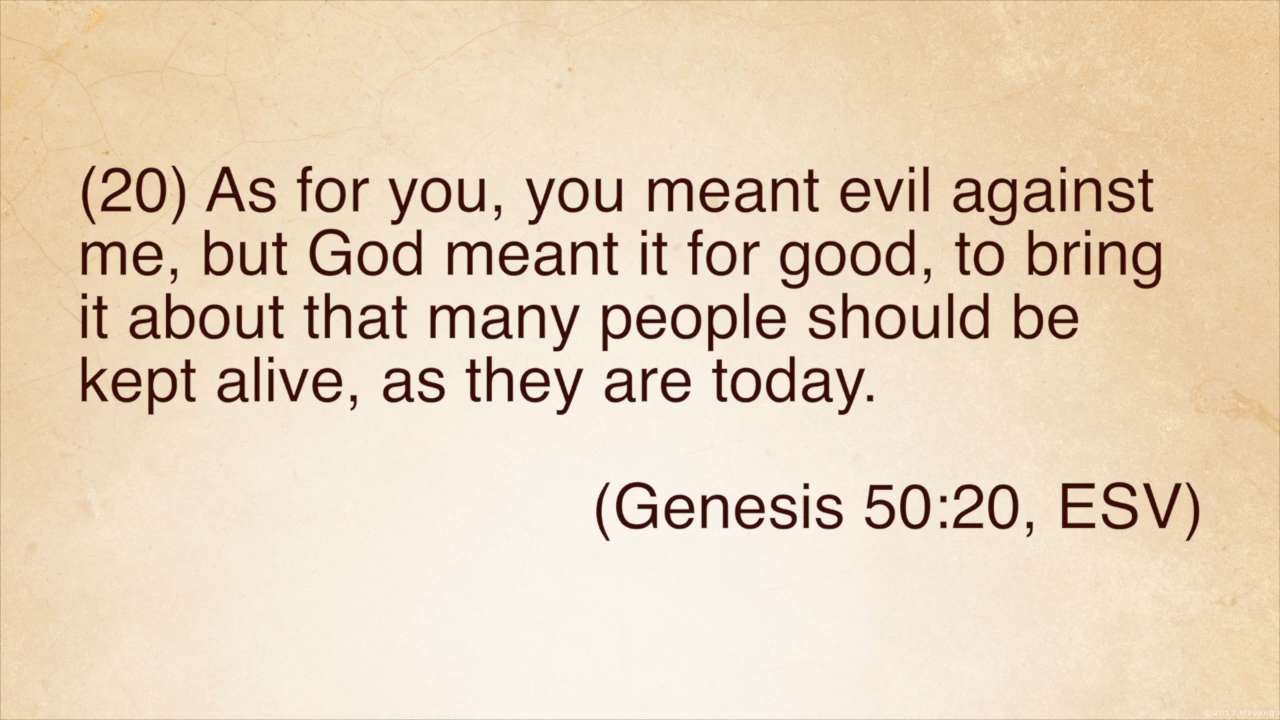 (20) As for you, you meant evil against
me, but God meant it for good, to bring
it about that many people should be
kept alive, as they are today.
(Genesis 50:20, ESV)